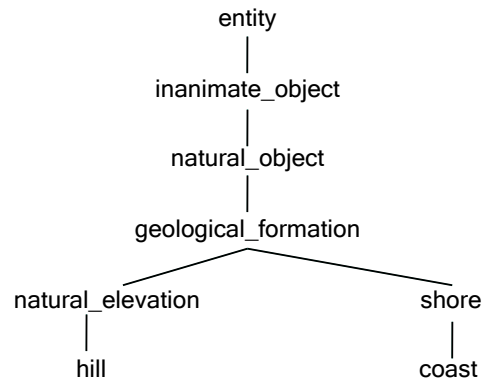 entity
inanimate_object
natural_object
geological_formation
natural_elevation shore
hill coast